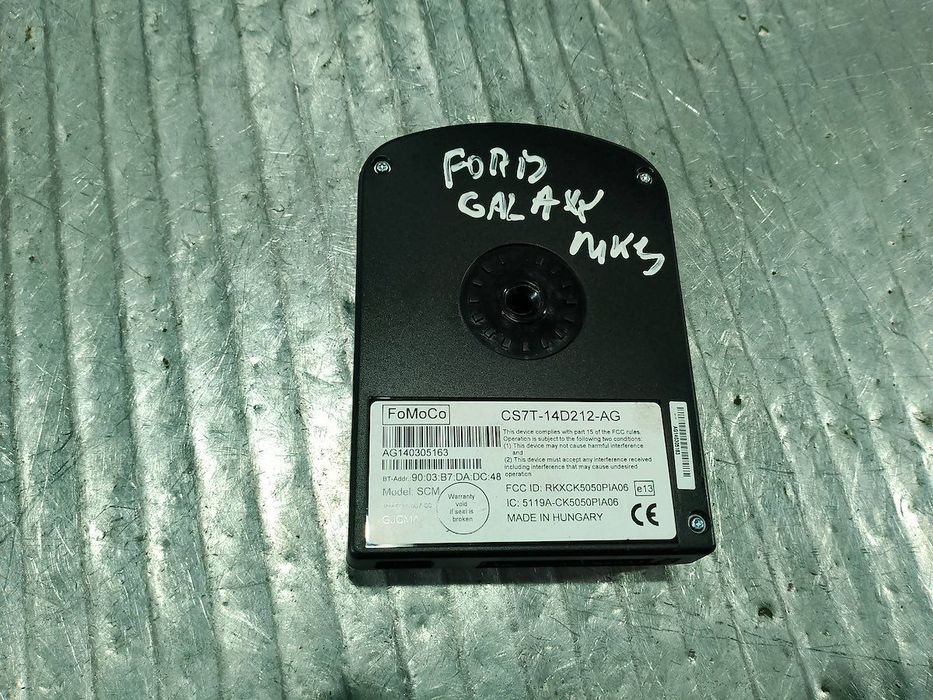 FORD
GALAXY
MK3
FoMoCo
CS7T-14D212-AG
AG140305163
BT-Addr.:90:03:B7:DA:DC:48
Model: SCM
Warranty
void
if seal is
broken
This device complies with part 15 of the FCC rules.
Operation is subject to the following two conditions:
(1) This device may not cause harmful interference
and
(2) This device must accept any interference received
including interference that may cause undesired
operation.
FCC ID: RKXCK5050PIA06
e13
IC: 5119A-CK5050PIA06
MADE IN HUNGARY
CE
AG140305163